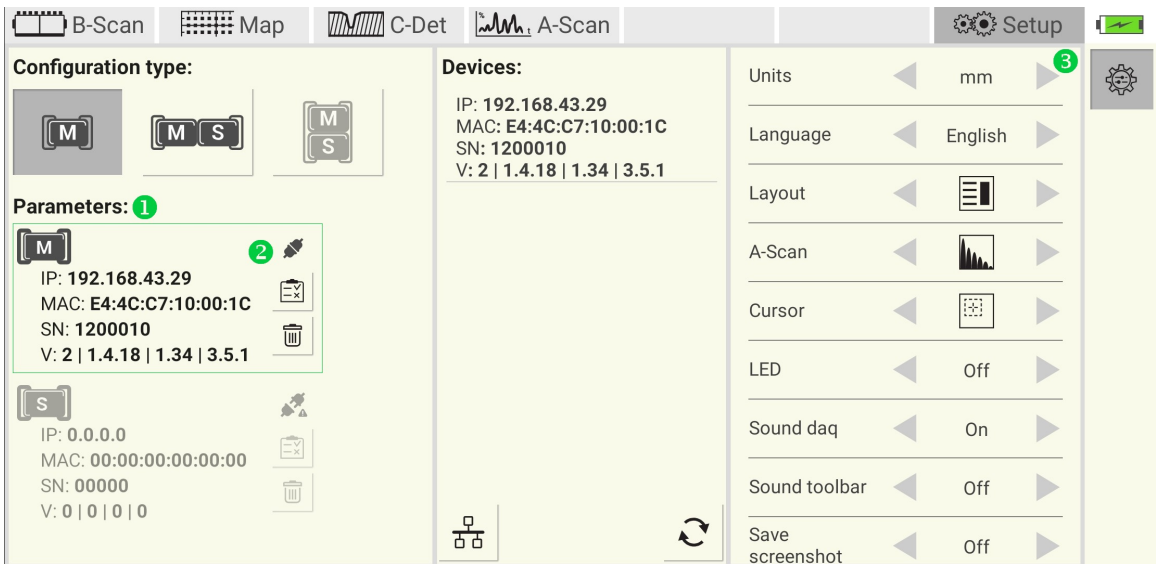 B-Scan
Map
C-Det
A-Scan
t
Setup
Configuration type:
M
M S
M
S
Parameters: 1
M
2
IP: 192.168.43.29
MAC: E4:4C:C7:10:00:1C
SN: 1200010
V: 2 | 1.4.18 | 1.34 | 3.5.1
S
IP: 0.0.0.0
MAC: 00:00:00:00:00:00
SN: 00000
V: 0 | 0 | 0 | 0
Devices:
IP: 192.168.43.29
MAC: E4:4C:C7:10:00:1C
SN: 1200010
V: 2 | 1.4.18 | 1.34 | 3.5.1
3
Units mm
Language English
Layout
A-Scan
Cursor
LED Off
Sound daq On
Sound toolbar Off
Save
screenshot Off